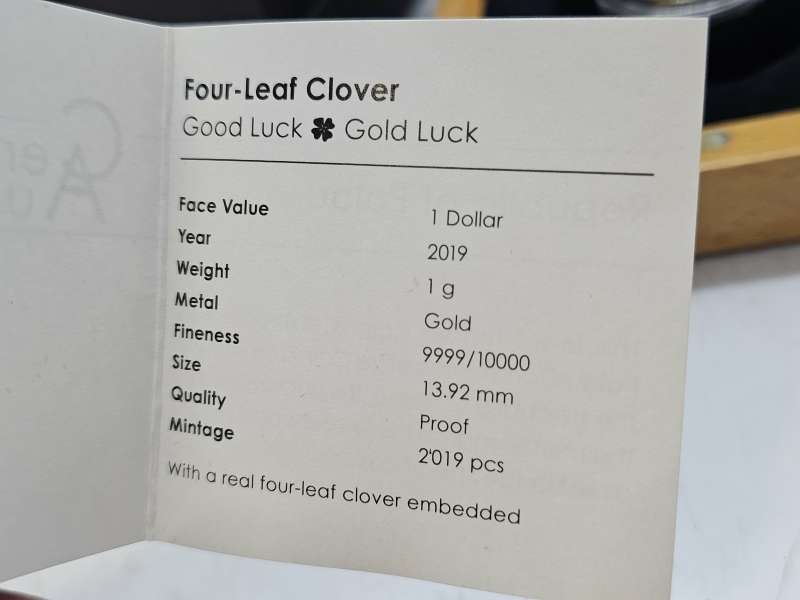 Four-Leaf Clover
Good Luck 🍀 Gold Luck
Face Value 1 Dollar
Year 2019
Weight 1 g
Metal Gold
Fineness 9999/10000
Size 13.92 mm
Quality Proof
Mintage 2'019 pcs
With a real four-leaf clover embedded